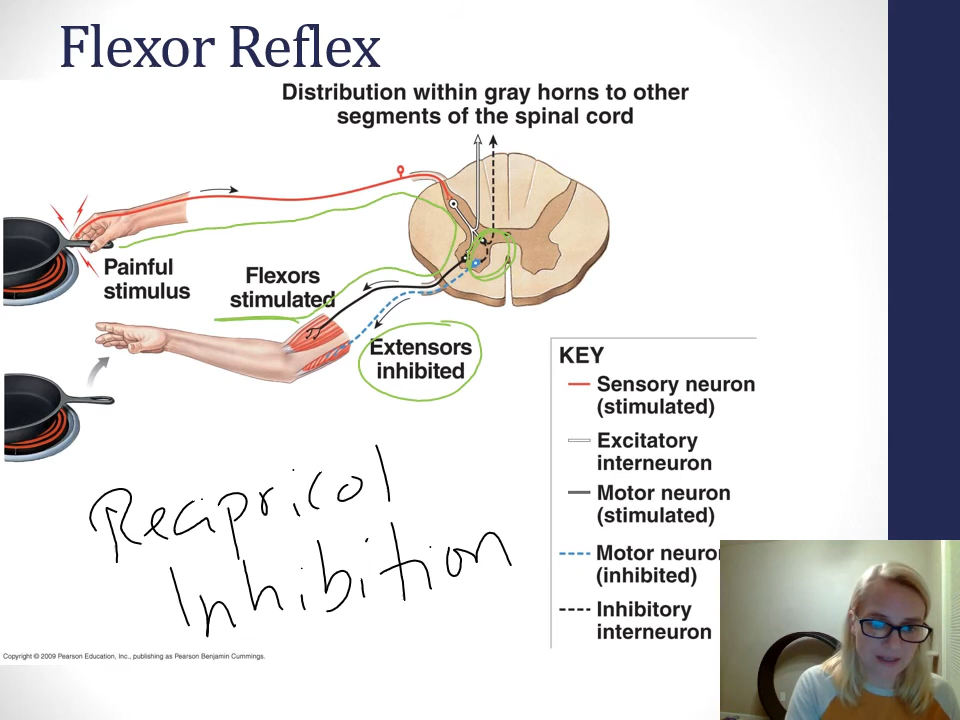 Flexor Reflex
Distribution within gray horns to other
segments of the spinal cord
Painful
stimulus
Flexors
stimulated
Extensors
inhibited
KEY
Sensory neuron
(stimulated)
Excitatory
interneuron
Motor neuron
(stimulated)
Motor neuron
(inhibited)
Inhibitory
interneuron
Recipricol
Inhibition
Copyright © 2009 Pearson Education, Inc., publishing as Pearson Benjamin Cummings.